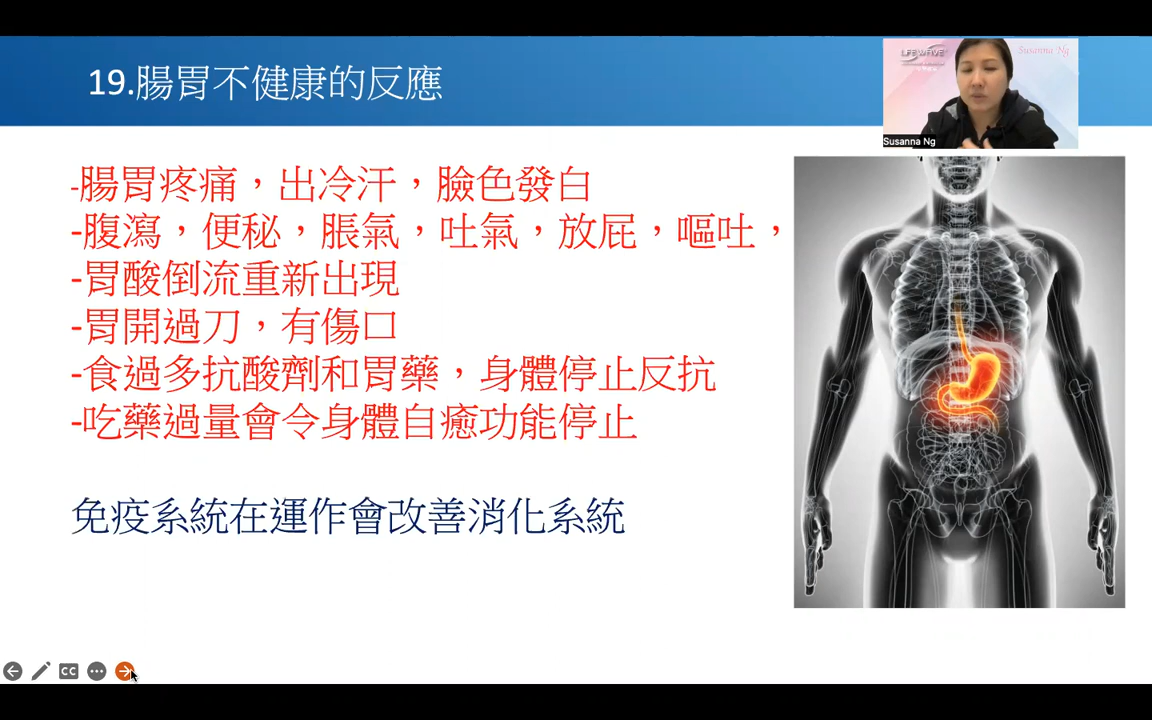 19.腸胃不健康的反應
LIFEWAVE
Susanna Ng
Susanna Ng
-腸胃疼痛，出冷汗，臉色發白
-腹瀉，便秘，脹氣，吐氣，放屁，嘔吐，
-胃酸倒流重新出現
-胃開過刀，有傷口
-食過多抗酸劑和胃藥，身體停止反抗
-吃藥過量會令身體自癒功能停止
免疫系統在運作會改善消化系統
CC